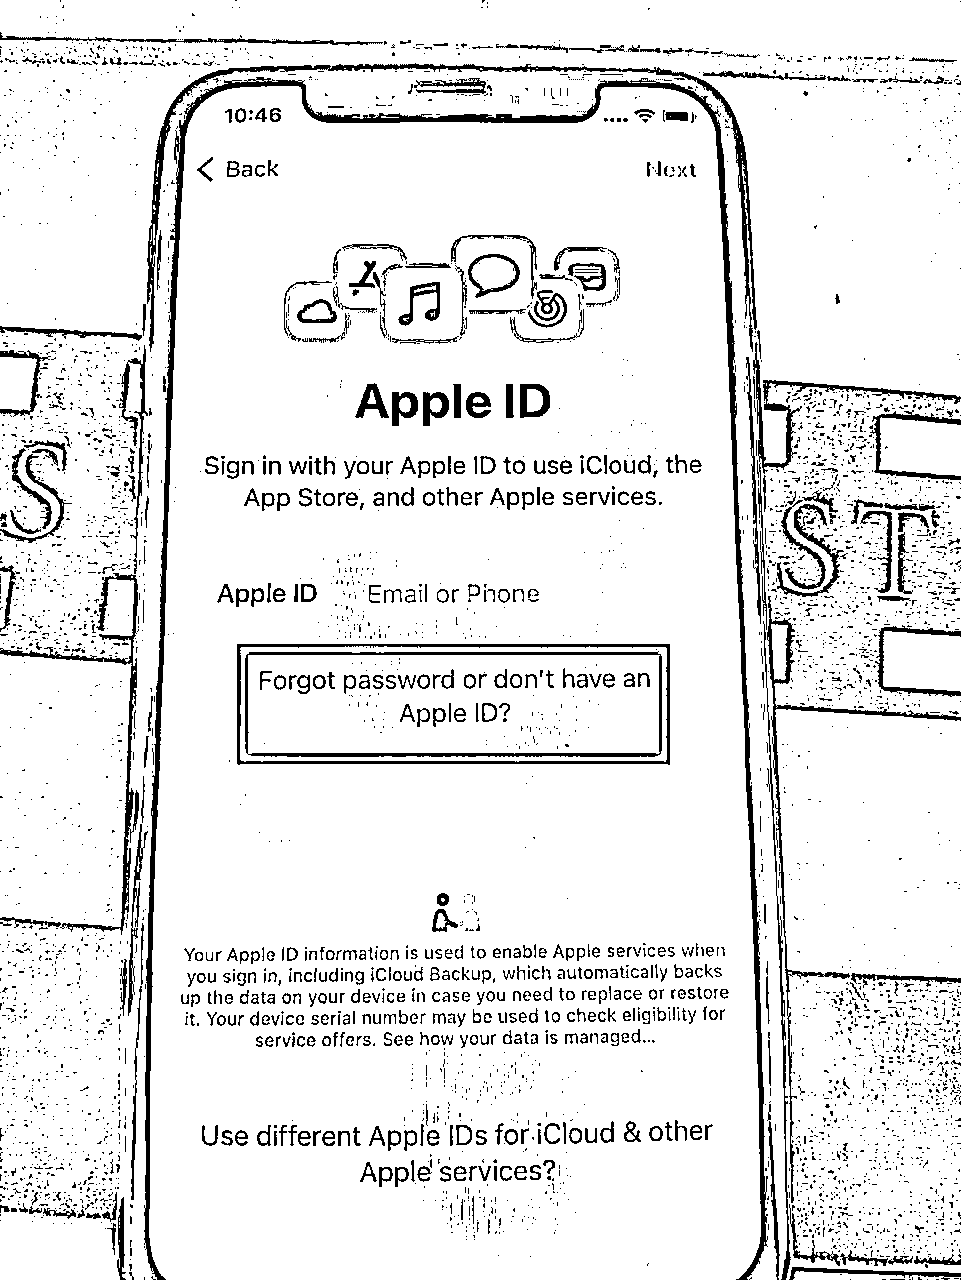 10:46
Back
Next
Apple ID
Sign in with your Apple ID to use iCloud, the
App Store, and other Apple services.
Apple ID Email or Phone
Forgot password or don't have an
Apple ID?
Your Apple ID information is used to enable Apple services when
you sign in, including iCloud Backup, which automatically backs
up the data on your device in case you need to replace or restore
it. Your device serial number may be used to check eligibility for
service offers. See how your data is managed...
Use different Apple IDs for iCloud & other
Apple services?
S
ST